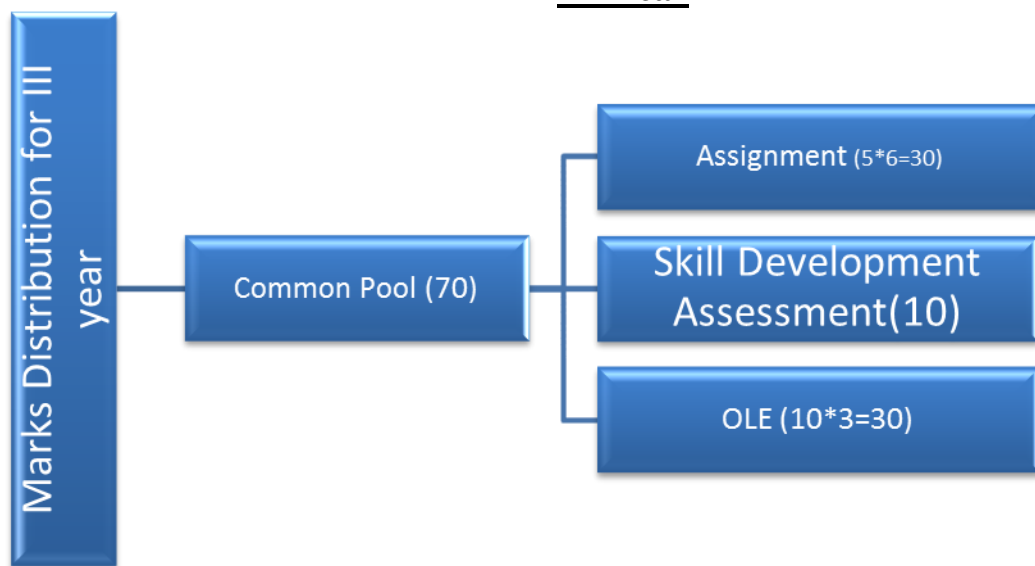 Marks Distribution for III
year
Common Pool (70)
Assignment (5*6=30)
Skill Development
Assessment(10)
OLE (10*3=30)